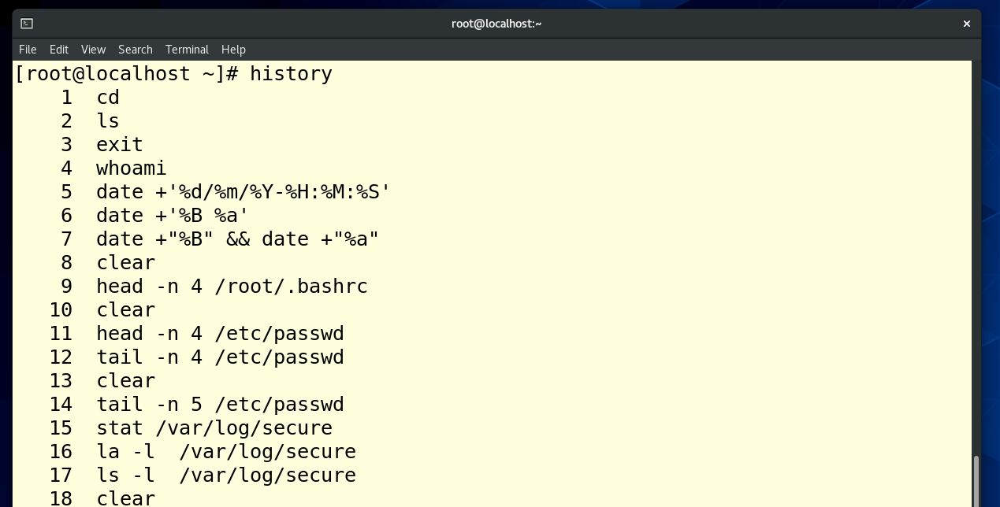 root@localhost:~
File Edit View Search Terminal Help
[root@localhost ~]# history
1 cd
2 ls
3 exit
4 whoami
5 date +'%d/%m/%Y-%H:%M:%S'
6 date +'%B %a'
7 date +"%B" && date +"%a"
8 clear
9 head -n 4 /root/.bashrc
10 clear
11 head -n 4 /etc/passwd
12 tail -n 4 /etc/passwd
13 clear
14 tail -n 5 /etc/passwd
15 stat /var/log/secure
16 la -l  /var/log/secure
17 ls -l  /var/log/secure
18 clear